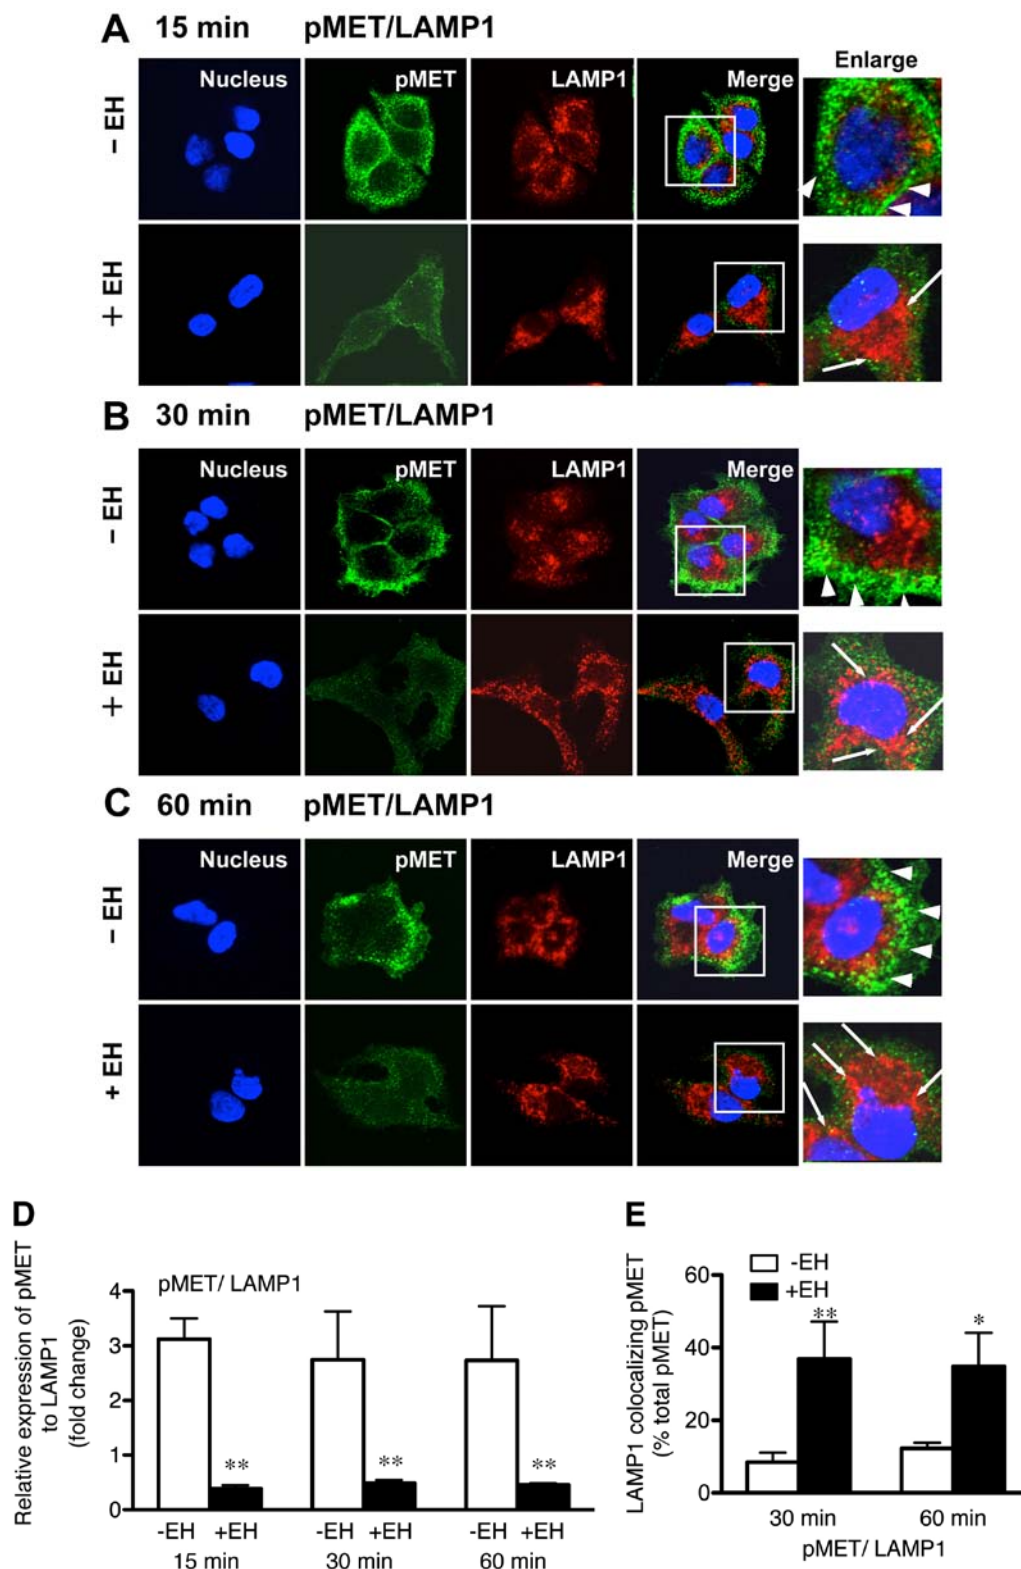 A 15 min pMET/LAMP1
Enlarge
Nucleus pMET LAMP1 Merge
– EH
+ EH
B 30 min pMET/LAMP1
Nucleus pMET LAMP1 Merge
– EH
+ EH
C 60 min pMET/LAMP1
Nucleus pMET LAMP1 Merge
– EH
+ EH
D
pMET/ LAMP1
Relative expression of pMET
to LAMP1
(fold change)
4
3
2
1
0
** ** **
-EH +EH -EH +EH -EH +EH
15 min 30 min 60 min
E
-EH
+EH
LAMP1 colocalizing pMET
(% total pMET)
60
40
20
0
** *
30 min 60 min
pMET/ LAMP1